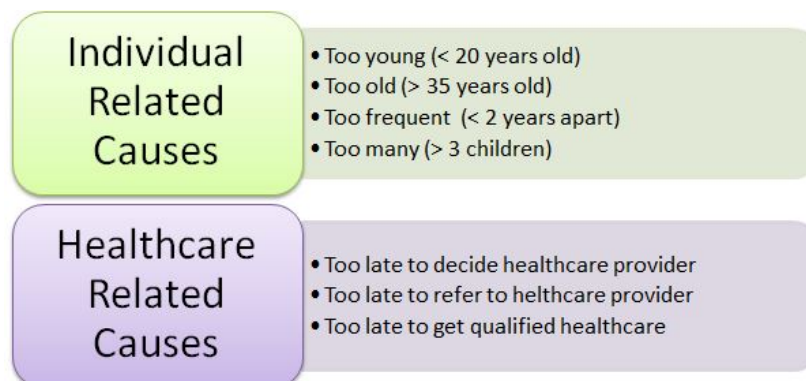 Individual
Related
Causes
• Too young (< 20 years old)
• Too old (> 35 years old)
• Too frequent (< 2 years apart)
• Too many (> 3 children)
Healthcare
Related
Causes
• Too late to decide healthcare provider
• Too late to refer to helthcare provider
• Too late to get qualified healthcare